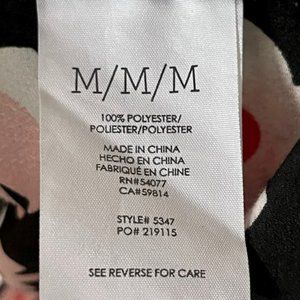 M/M/M
100% POLYESTER/
POLIESTER/POLYESTER
MADE IN CHINA
HECHO EN CHINA
FABRIQUÉ EN CHINE
RN#54077
CA#59814
STYLE# 5347
PO# 219115
SEE REVERSE FOR CARE